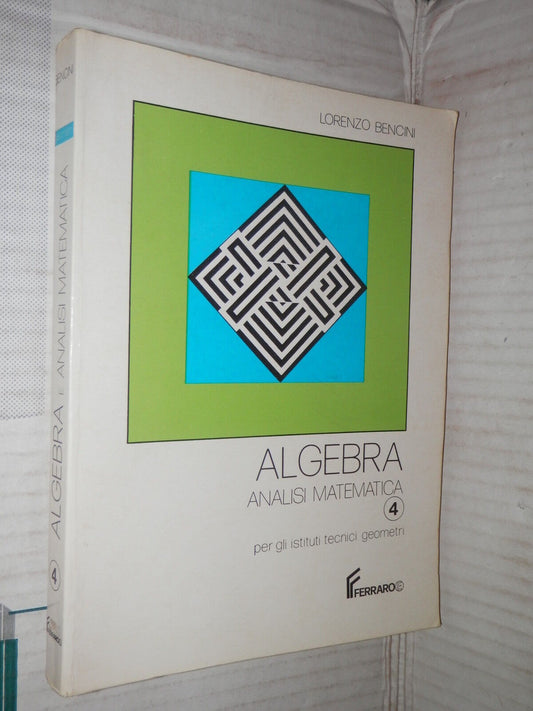 LORENZO BENCINI
ALGEBRA
ANALISI MATEMATICA
4
per gli istituti tecnici geometri
FERRARO
BENCINI
ALGEBRA E ANALISI MATEMATICA
4